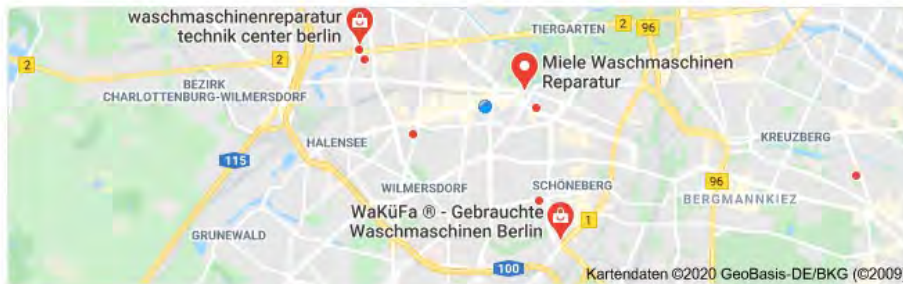 waschmaschinenreparatur
technik center berlin
TIERGARTEN
2
96
2
2
Miele Waschmaschinen
Reparatur
BEZIRK
CHARLOTTENBURG-WILMERSDORF
HALENSEE
KREUZBERG
115
WILMERSDORF
SCHÖNEBERG
96
BERGMANNKIEZ
WaKüFa ® - Gebrauchte
Waschmaschinen Berlin
1
GRUNEWALD
100
Kartendaten ©2020 GeoBasis-DE/BKG (©2009